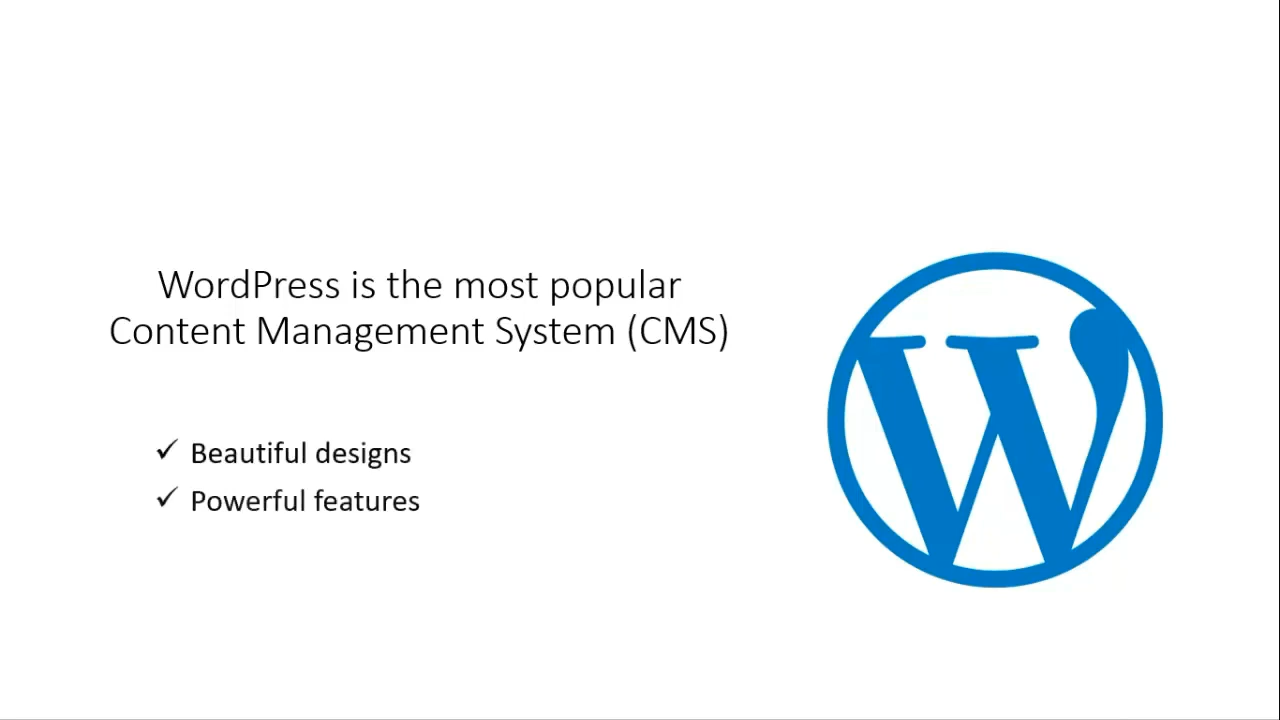 WordPress is the most popular
Content Management System (CMS)
✓ Beautiful designs
✓ Powerful features
W